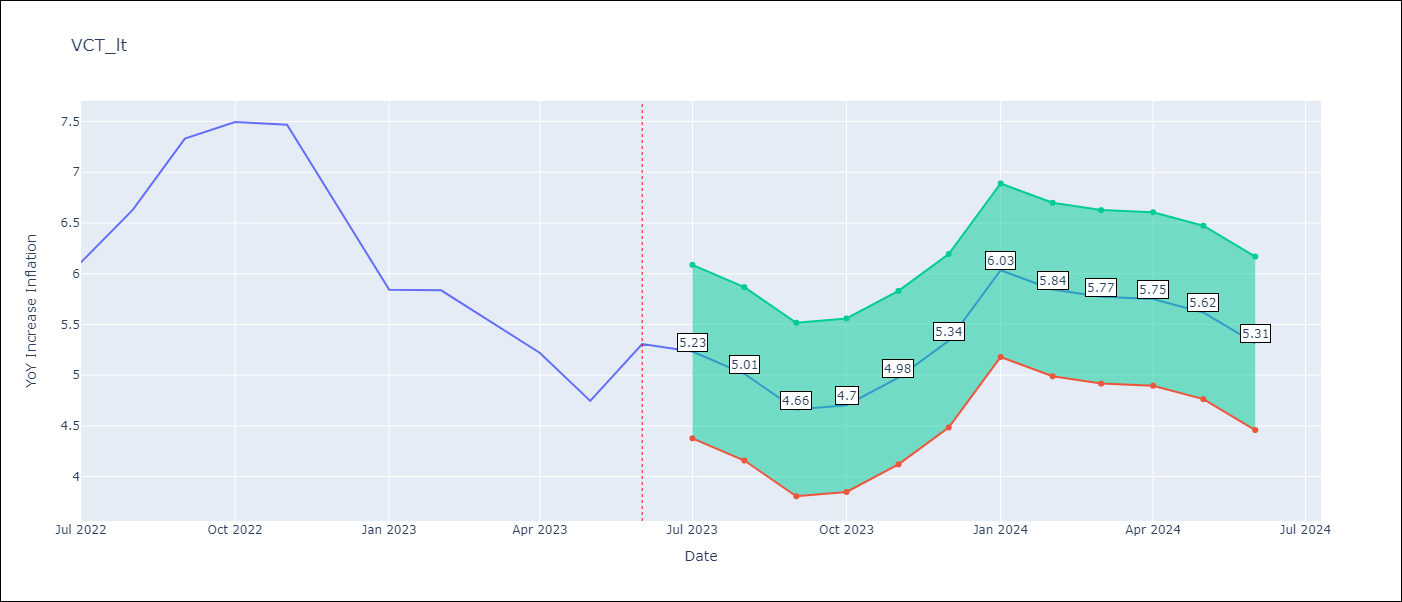 VCT_lt
YoY Increase Inflation
7.5
7
6.5
6
5.5
5
4.5
4
5.23
5.01
4.66
4.7
4.98
5.34
6.03
5.84
5.77
5.75
5.62
5.31
Jul 2022
Oct 2022
Jan 2023
Apr 2023
Jul 2023
Oct 2023
Jan 2024
Apr 2024
Jul 2024
Date